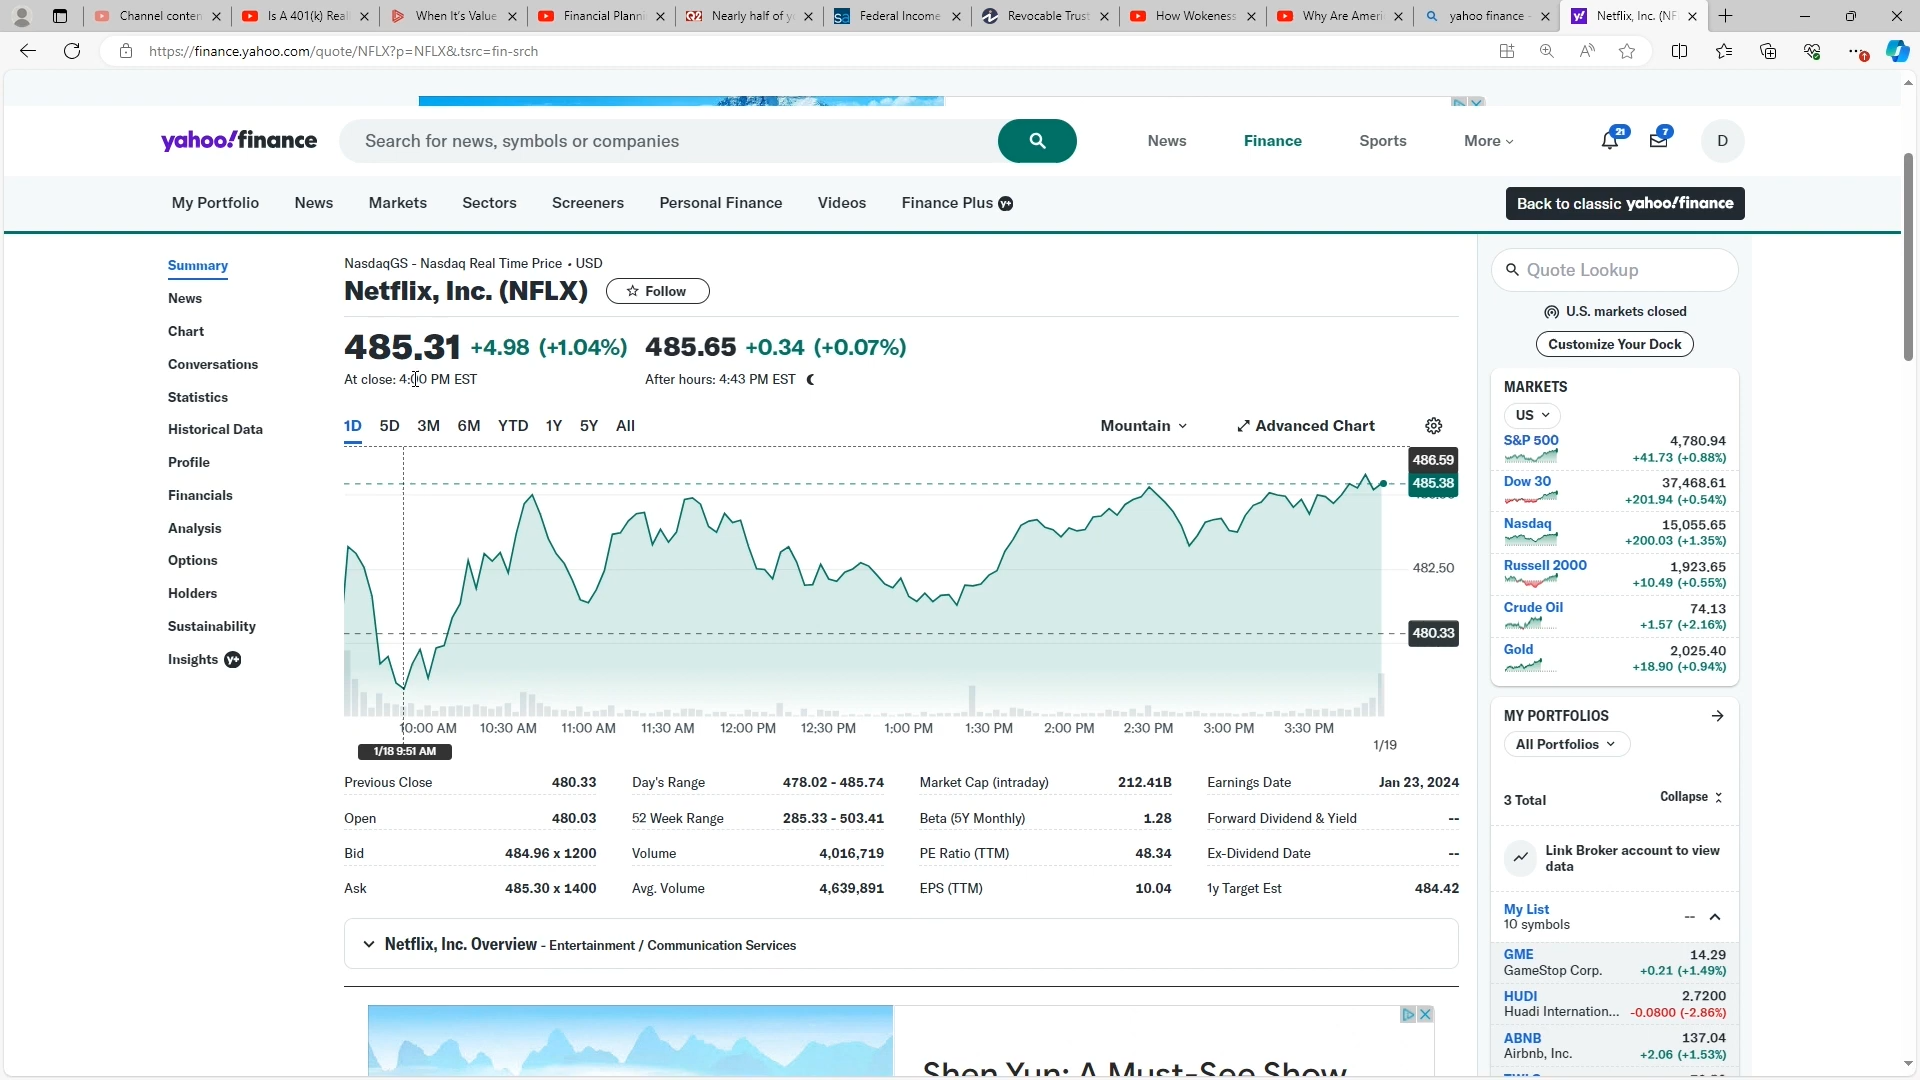 Channel conten
Is A 401(k) Real
When It's Value
Financial Planni
Nearly half of y
Federal Income
Revocable Trust
How Wokeness
Why Are Ameri
yahoo finance -
Netflix, Inc. (NF
https://finance.yahoo.com/quote/NFLX?p=NFLX&.tsrc=fin-srch
yahoo!finance
Search for news, symbols or companies
News
Finance
Sports
More
21
7
D
My Portfolio
News
Markets
Sectors
Screeners
Personal Finance
Videos
Finance Plus y+
Back to classic yahoo!finance
Summary
News
Chart
Conversations
Statistics
Historical Data
Profile
Financials
Analysis
Options
Holders
Sustainability
Insights y+
NasdaqGS - Nasdaq Real Time Price • USD
Netflix, Inc. (NFLX)
Follow
485.31 +4.98 (+1.04%)
At close: 4:00 PM EST
485.65 +0.34 (+0.07%)
After hours: 4:43 PM EST
1D 5D 3M 6M YTD 1Y 5Y All
Mountain
Advanced Chart
486.59
485.38
482.50
480.33
10:00 AM 10:30 AM 11:00 AM 11:30 AM 12:00 PM 12:30 PM 1:00 PM 1:30 PM 2:00 PM 2:30 PM 3:00 PM 3:30 PM
1/19
1/18 9:51 AM
Previous Close 480.33
Open 480.03
Bid 484.96 x 1200
Ask 485.30 x 1400
Day's Range 478.02 - 485.74
52 Week Range 285.33 - 503.41
Volume 4,016,719
Avg. Volume 4,639,891
Market Cap (intraday) 212.41B
Beta (5Y Monthly) 1.28
PE Ratio (TTM) 48.34
EPS (TTM) 10.04
Earnings Date Jan 23, 2024
Forward Dividend & Yield --
Ex-Dividend Date --
1y Target Est 484.42
Netflix, Inc. Overview - Entertainment / Communication Services
Shen Yun: A Must-See Show
Quote Lookup
U.S. markets closed
Customize Your Dock
MARKETS
US
S&P 500 4,780.94
+41.73 (+0.88%)
Dow 30 37,468.61
+201.94 (+0.54%)
Nasdaq 15,055.65
+200.03 (+1.35%)
Russell 2000 1,923.65
+10.49 (+0.55%)
Crude Oil 74.13
+1.57 (+2.16%)
Gold 2,025.40
+18.90 (+0.94%)
MY PORTFOLIOS
All Portfolios
3 Total
Collapse
Link Broker account to view
data
My List --
10 symbols
GME 14.29
GameStop Corp. +0.21 (+1.49%)
HUDI 2.7200
Huadi Internation... -0.0800 (-2.86%)
ABNB 137.04
Airbnb, Inc. +2.06 (+1.53%)